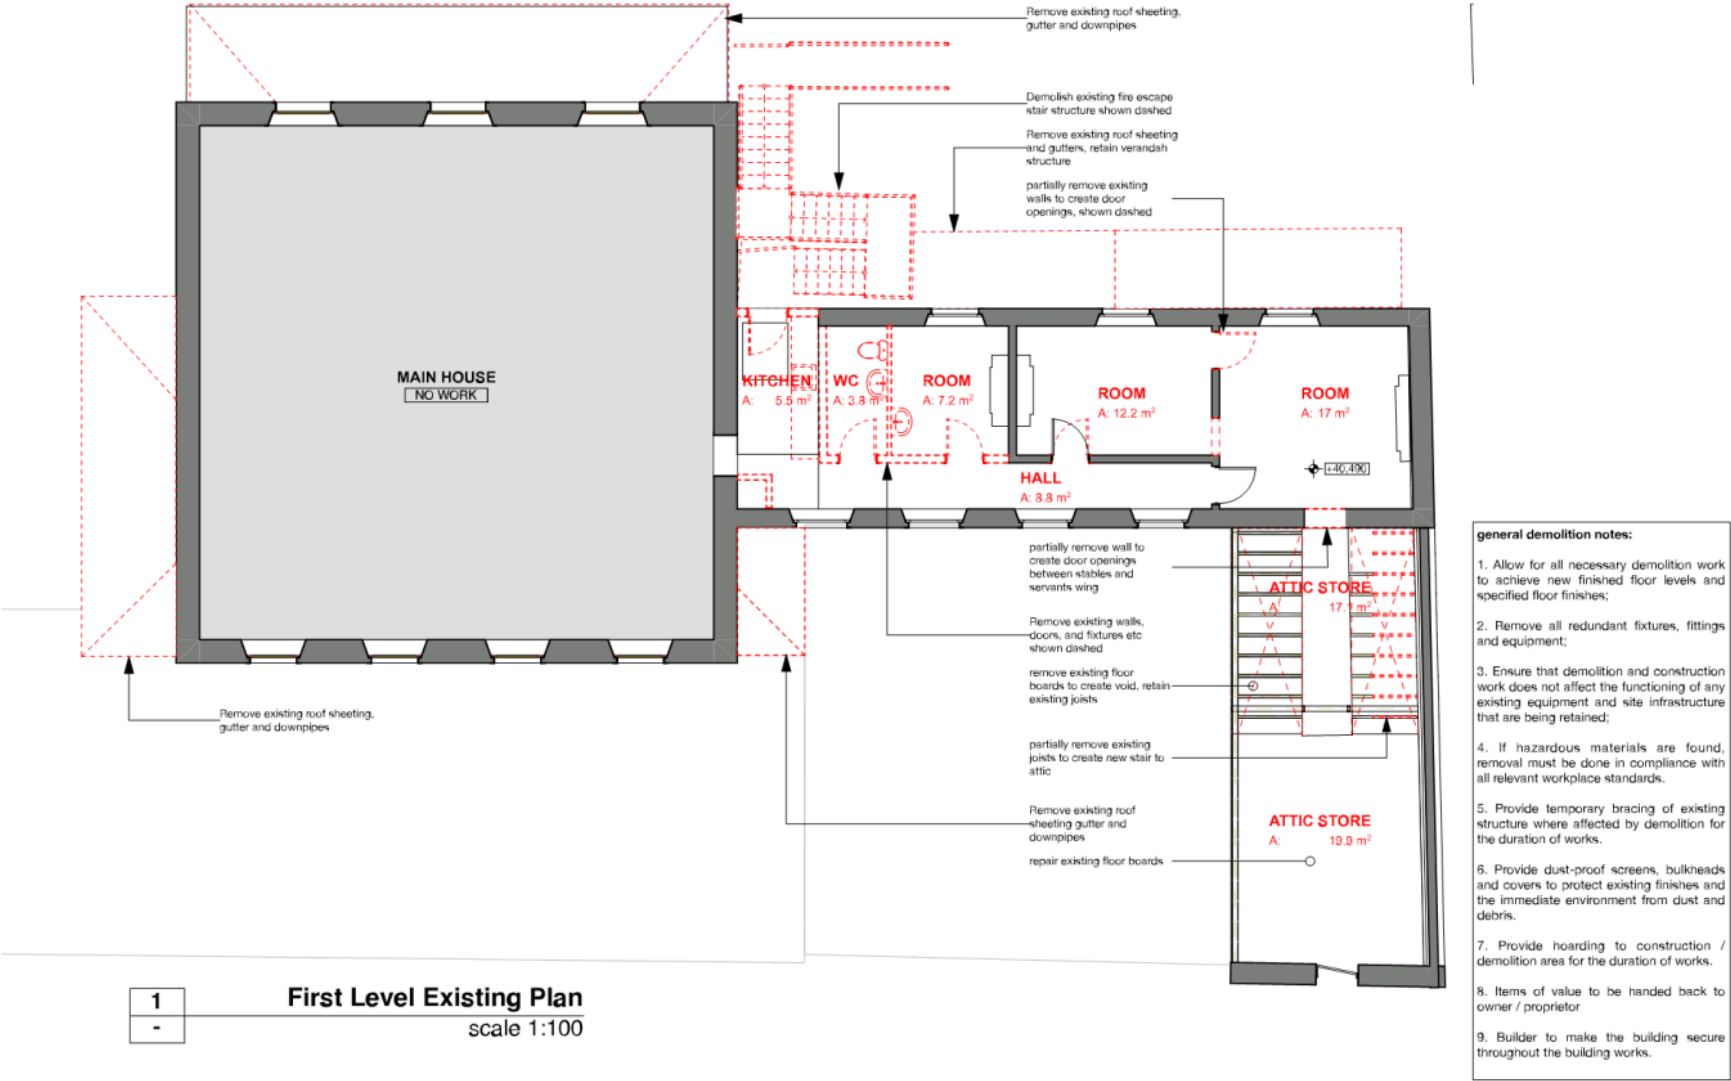 Remove existing roof sheeting,
gutter and downpipes
Demolish existing fire escape
stair structure shown dashed
Remove existing roof sheeting
and gutters, retain verandah
structure
partially remove existing
walls to create door
openings, shown dashed
MAIN HOUSE
NO WORK
KITCHEN
A: 5.5 m²
WC
A: 3.8 m²
ROOM
A: 7.2 m²
ROOM
A: 12.2 m²
ROOM
A: 17 m²
+40,490
HALL
A: 8.8 m²
partially remove wall to
create door openings
between stables and
servants wing
Remove existing walls,
doors, and fixtures etc
shown dashed
remove existing floor
boards to create void, retain
existing joists
partially remove existing
joists to create new stair to
attic
Remove existing roof
sheeting gutter and
downpipes
repair existing floor boards
ATTIC STORE
A: 17.1 m²
ATTIC STORE
A: 19.9 m²
Remove existing roof sheeting,
gutter and downpipes
1
-
First Level Existing Plan
scale 1:100
general demolition notes:
1. Allow for all necessary demolition work
to achieve new finished floor levels and
specified floor finishes;
2. Remove all redundant fixtures, fittings
and equipment;
3. Ensure that demolition and construction
work does not affect the functioning of any
existing equipment and site infrastructure
that are being retained;
4. If hazardous materials are found,
removal must be done in compliance with
all relevant workplace standards.
5. Provide temporary bracing of existing
structure where affected by demolition for
the duration of works.
6. Provide dust-proof screens, bulkheads
and covers to protect existing finishes and
the immediate environment from dust and
debris.
7. Provide hoarding to construction /
demolition area for the duration of works.
8. Items of value to be handed back to
owner / proprietor
9. Builder to make the building secure
throughout the building works.